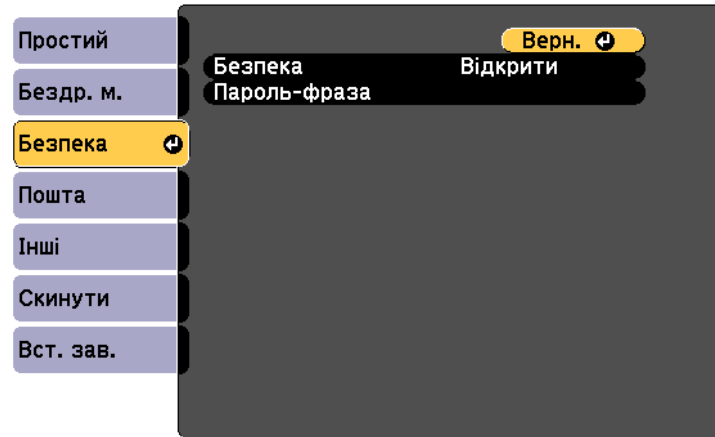 Простий
Бездр. м.
Безпека
Пошта
Інші
Скинути
Вст. зав.
Верн.
Безпека Відкрити
Пароль-фраза